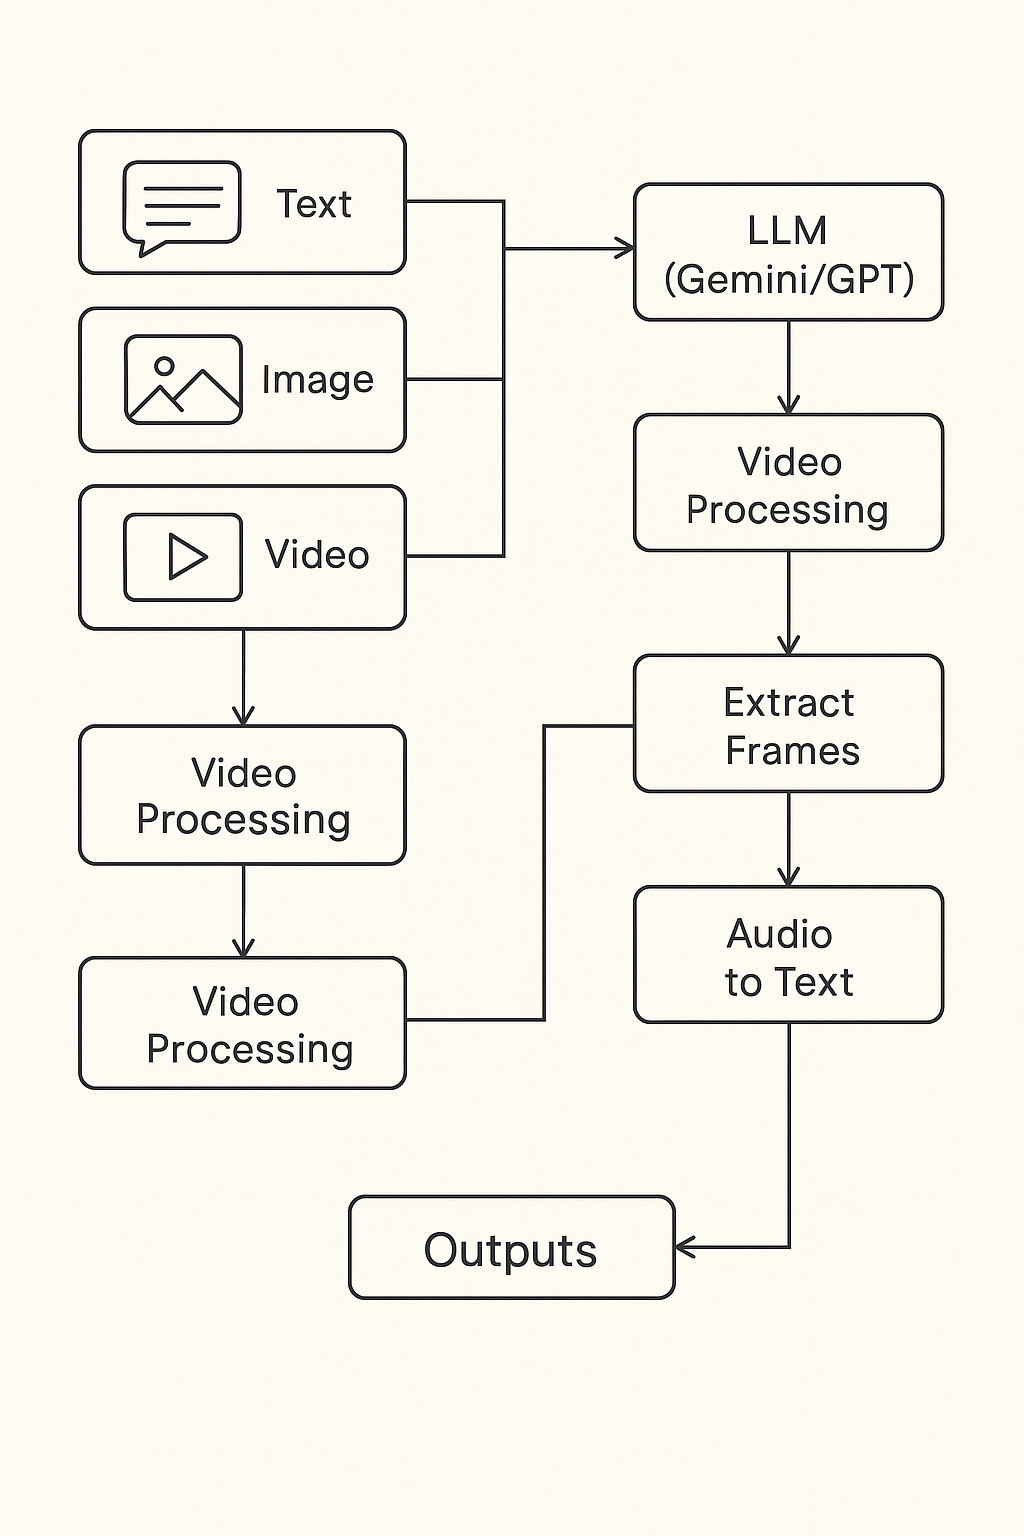 Text
Image
Video
Video
Processing
Video
Processing
LLM
(Gemini/GPT)
Video
Processing
Extract
Frames
Audio
to Text
Outputs